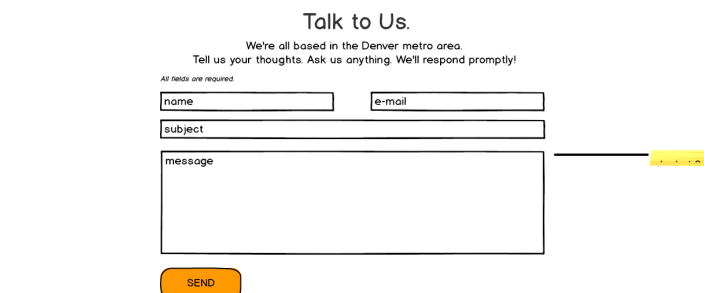 Talk to Us.
We're all based in the Denver metro area.
Tell us your thoughts. Ask us anything. We'll respond promptly!
All fields are required.
name
e-mail
subject
message
SEND